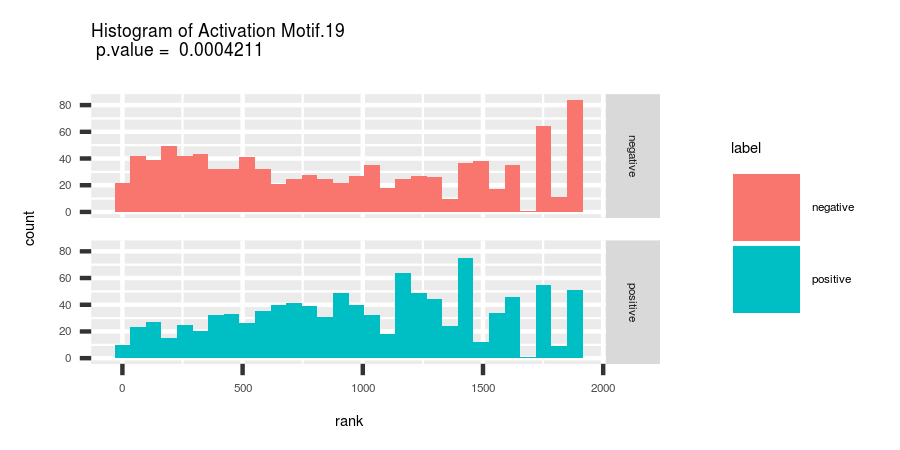 Histogram of Activation Motif.19
p.value = 0.0004211
count
80
60
40
20
0
negative
80
60
40
20
0
positive
0 500 1000 1500 2000
rank
label
negative
positive